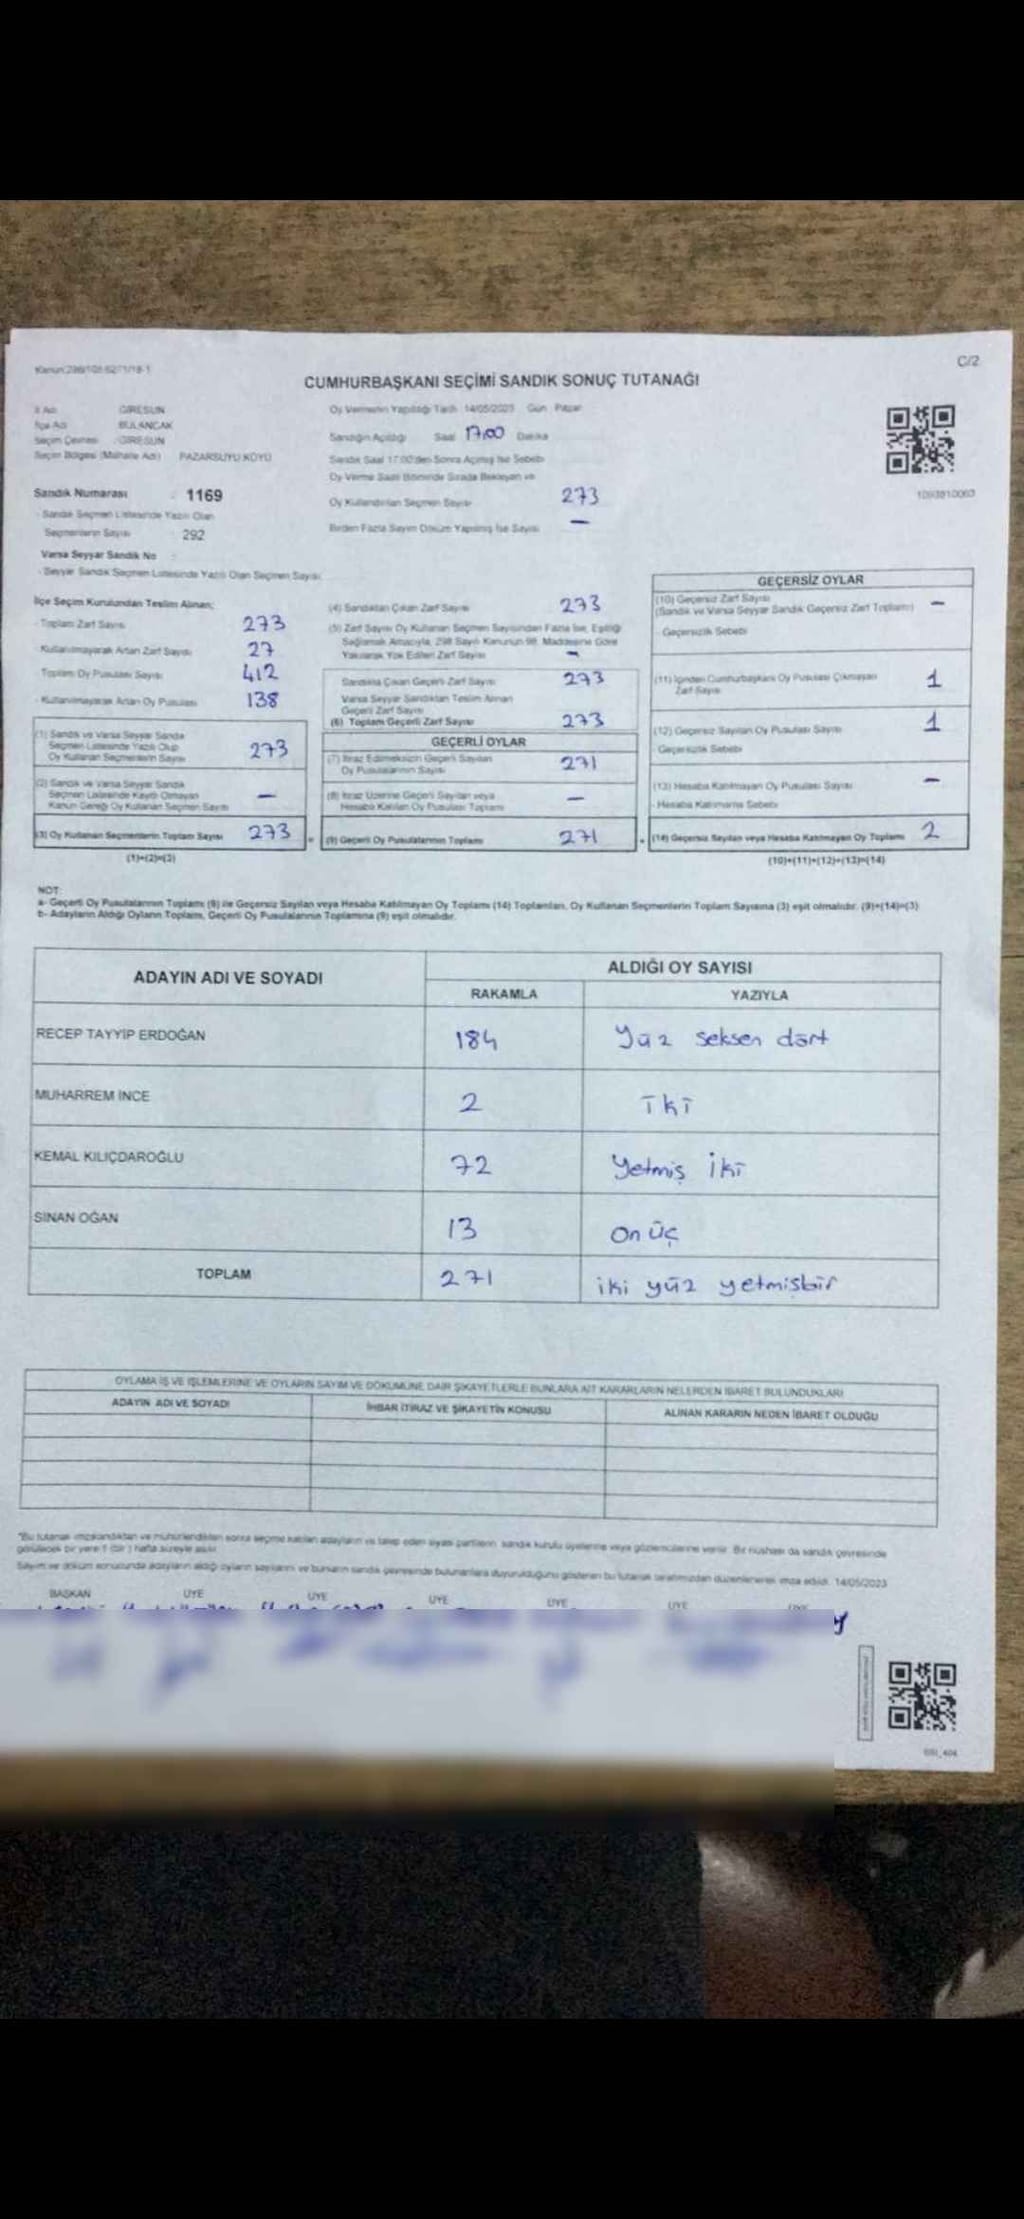 Kanun:298/105 6271/18-1
C/2
CUMHURBAŞKANI SEÇİMİ SANDIK SONUÇ TUTANAĞI
İl Adı GİRESUN
İlçe Adı BULANCAK
Seçim Çevresi : GİRESUN
Seçim Bölgesi (Mahalle Adı) PAZARSUYU KÖYÜ
Sandık Numarası : 1169
- Sandık Seçmen Listesinde Yazılı Olan
Seçmenlerin Sayısı : 292
Varsa Seyyar Sandık No :
- Seyyar Sandık Seçmen Listesinde Yazılı Olan Seçmen Sayısı:
Oy Vermenin Yapıldığı Tarih 14/05/2023 Gün Pazar
Sandığın Açıldığı Saat 17:00 Dakika
Sandık Saat 17:00'den Sonra Açılmış İse Sebebi
Oy Verme Saati Bitiminde Sırada Bekleyen ve
Oy Kullandırılan Seçmen Sayısı 273
Birden Fazla Sayım Döküm Yapılmış İse Sayısı —
1093810063
İlçe Seçim Kurulundan Teslim Alınan;
- Toplam Zarf Sayısı 273
- Kullanılmayarak Artan Zarf Sayısı 27
- Toplam Oy Pusulası Sayısı 412
- Kullanılmayarak Artan Oy Pusulası 138
(1) Sandık ve Varsa Seyyar Sandık
Seçmen Listesinde Yazılı Olup
Oy Kullanan Seçmenlerin Sayısı 273
(2) Sandık ve Varsa Seyyar Sandık
Seçmen Listesinde Kayıtlı Olmayan
Kanun Gereği Oy Kullanan Seçmen Sayısı —
(3) Oy Kullanan Seçmenlerin Toplam Sayısı 273 =
(1)+(2)=(3)
(4) Sandıktan Çıkan Zarf Sayısı 273
(5) Zarf Sayısı Oy Kullanan Seçmen Sayısından Fazla İse, Eşitliği
Sağlamak Amacıyla, 298 Sayılı Kanunun 98. Maddesine Göre
Yakılarak Yok Edilen Zarf Sayısı —
Sandıkta Çıkan Geçerli Zarf Sayısı 273
Varsa Seyyar Sandıktan Teslim Alınan
Geçerli Zarf Sayısı
(6) Toplam Geçerli Zarf Sayısı 273
GEÇERLİ OYLAR
(7) İtiraz Edilmeksizin Geçerli Sayılan
Oy Pusulalarının Sayısı 271
(8) İtiraz Üzerine Geçerli Sayılan veya
Hesaba Katılan Oy Pusulası Toplamı —
(9) Geçerli Oy Pusulalarının Toplamı 271 +
GEÇERSİZ OYLAR
(10) Geçersiz Zarf Sayısı
(Sandık ve Varsa Seyyar Sandık Geçersiz Zarf Toplamı) —
- Geçersizlik Sebebi
(11) İçinden Cumhurbaşkanı Oy Pusulası Çıkmayan
Zarf Sayısı 1
(12) Geçersiz Sayılan Oy Pusulası Sayısı 1
- Geçersizlik Sebebi
(13) Hesaba Katılmayan Oy Pusulası Sayısı —
- Hesaba Katılmama Sebebi
(14) Geçersiz Sayılan veya Hesaba Katılmayan Oy Toplamı 2
(10)+(11)+(12)+(13)=(14)
NOT:
a- Geçerli Oy Pusulalarının Toplamı (9) ile Geçersiz Sayılan veya Hesaba Katılmayan Oy Toplamı (14) Toplamları, Oy Kullanan Seçmenlerin Toplam Sayısına (3) eşit olmalıdır. (9)+(14)=(3)
b- Adayların Aldığı Oyların Toplamı, Geçerli Oy Pusulalarının Toplamına (9) eşit olmalıdır.
ADAYIN ADI VE SOYADI
ALDIĞI OY SAYISI
RAKAMLA YAZIYLA
RECEP TAYYİP ERDOĞAN 184 Yüz seksen dört
MUHARREM İNCE 2 İki
KEMAL KILIÇDAROĞLU 72 Yetmiş iki
SİNAN OĞAN 13 On üç
TOPLAM 271 iki yüz yetmişbir
OYLAMA İŞ VE İŞLEMLERİNE VE OYLARIN SAYIM VE DÖKÜMÜNE DAİR ŞİKAYETLERLE BUNLARA AİT KARARLARIN NELERDEN İBARET BULUNDUKLARI
ADAYIN ADI VE SOYADI İHBAR İTİRAZ VE ŞİKAYETİN KONUSU ALINAN KARARIN NEDEN İBARET OLDUĞU
*Bu tutanak imzalandıktan ve mühürlendikten sonra seçime katılan adayların ve talep eden siyasi partilerin sandık kurulu üyelerine veya gözlemcilerine verilir. Bir nüshası da sandık çevresinde
görülecek bir yere 1 (bir) hafta süreyle asılır.
Sayım ve döküm sonucunda adayların aldığı oyların sayılarını ve bunların sandık çevresinde bulunanlara duyurulduğunu gösteren bu tutanak tarafımızdan düzenlenerek imza edildi. 14/05/2023
BAŞKAN ÜYE ÜYE ÜYE ÜYE ÜYE